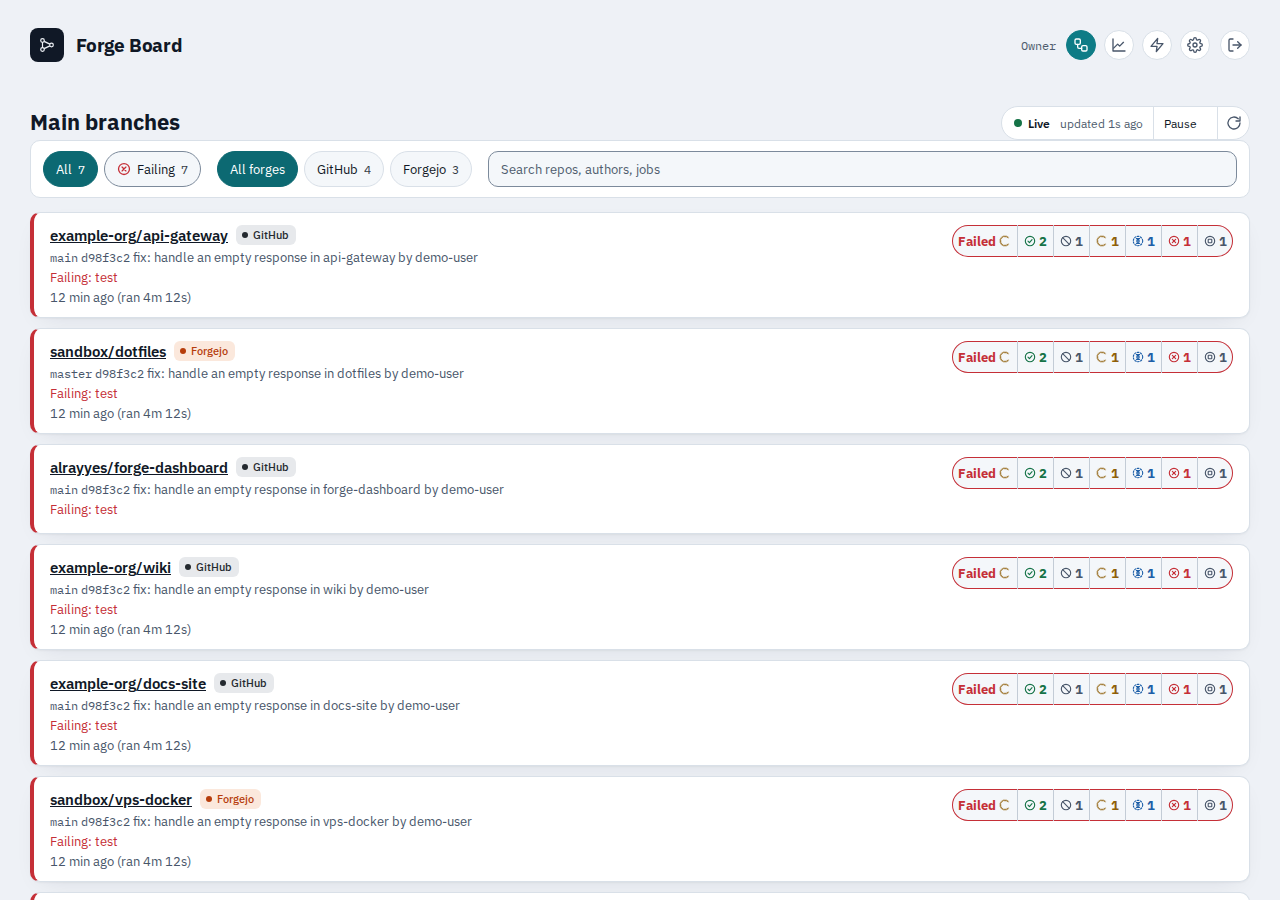 Forge Board
Owner
Main branches
Live updated 1s ago Pause
All 7 Failing 7 All forges GitHub 4 Forgejo 3 Search repos, authors, jobs
example-org/api-gateway GitHub
Failed 2 1 1 1 1 1
main d98f3c2 fix: handle an empty response in api-gateway by demo-user
Failing: test
12 min ago (ran 4m 12s)
sandbox/dotfiles Forgejo
Failed 2 1 1 1 1 1
master d98f3c2 fix: handle an empty response in dotfiles by demo-user
Failing: test
12 min ago (ran 4m 12s)
alrayyes/forge-dashboard GitHub
Failed 2 1 1 1 1 1
main d98f3c2 fix: handle an empty response in forge-dashboard by demo-user
Failing: test
example-org/wiki GitHub
Failed 2 1 1 1 1 1
main d98f3c2 fix: handle an empty response in wiki by demo-user
Failing: test
12 min ago (ran 4m 12s)
example-org/docs-site GitHub
Failed 2 1 1 1 1 1
main d98f3c2 fix: handle an empty response in docs-site by demo-user
Failing: test
12 min ago (ran 4m 12s)
sandbox/vps-docker Forgejo
Failed 2 1 1 1 1 1
main d98f3c2 fix: handle an empty response in vps-docker by demo-user
Failing: test
12 min ago (ran 4m 12s)